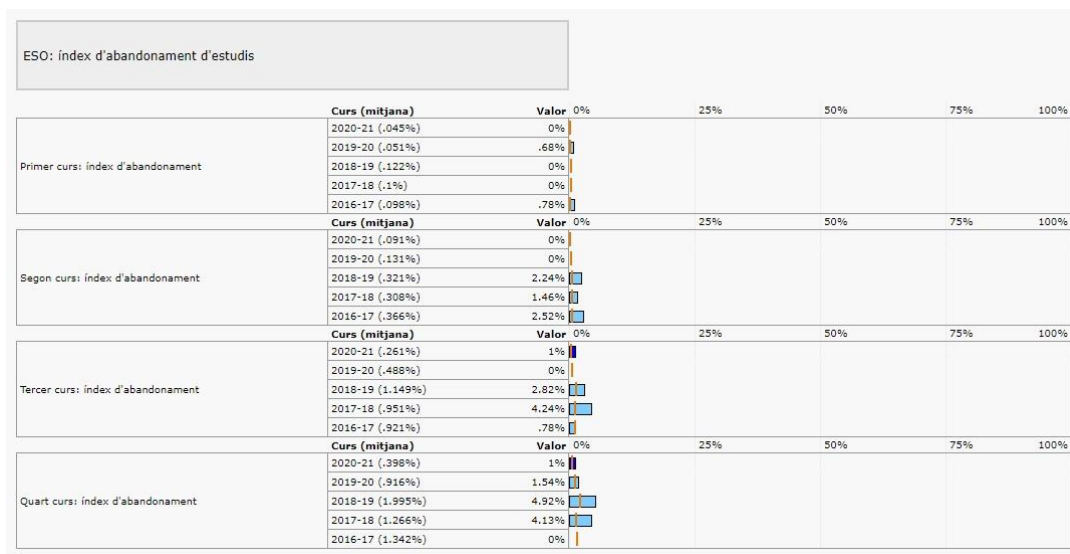 ESO: índex d'abandonament d'estudis
Curs (mitjana) Valor 0% 25% 50% 75% 100%
2020-21 (.045%) 0%
2019-20 (.051%) .68%
Primer curs: índex d'abandonament 2018-19 (.122%) 0%
2017-18 (.1%) 0%
2016-17 (.098%) .78%
Curs (mitjana) Valor 0% 25% 50% 75% 100%
2020-21 (.091%) 0%
2019-20 (.131%) 0%
Segon curs: índex d'abandonament 2018-19 (.321%) 2.24%
2017-18 (.308%) 1.46%
2016-17 (.366%) 2.52%
Curs (mitjana) Valor 0% 25% 50% 75% 100%
2020-21 (.261%) 1%
2019-20 (.488%) 0%
Tercer curs: índex d'abandonament 2018-19 (1.149%) 2.82%
2017-18 (.951%) 4.24%
2016-17 (.921%) .78%
Curs (mitjana) Valor 0% 25% 50% 75% 100%
2020-21 (.398%) 1%
2019-20 (.916%) 1.54%
Quart curs: índex d'abandonament 2018-19 (1.995%) 4.92%
2017-18 (1.266%) 4.13%
2016-17 (1.342%) 0%